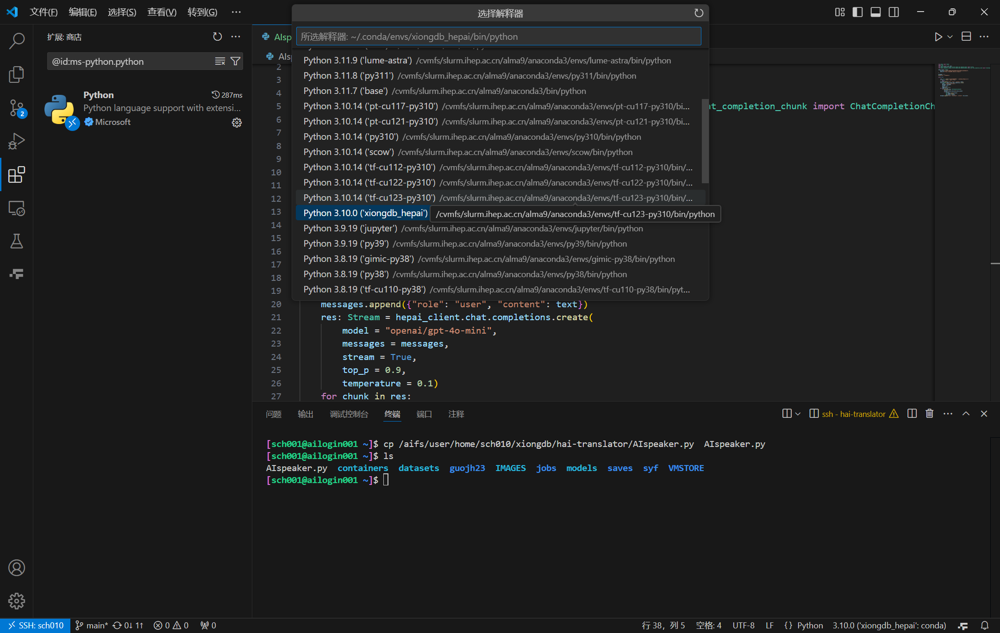 文件(F) 编辑(E) 选择(S) 查看(V) 转到(G) ···
选择解释器
所选解释器: ~/.conda/envs/xiongdb_hepai/bin/python
扩展: 商店
@id:ms-python.python
Python 287ms
Python language support with extensi...
Microsoft
2
AIsp
AIsp
Python 3.11.9 ('lume-astra') /cvmfs/slurm.ihep.ac.cn/alma9/anaconda3/envs/lume-astra/bin/python
Python 3.11.8 ('py311') /cvmfs/slurm.ihep.ac.cn/alma9/anaconda3/envs/py311/bin/python
Python 3.11.7 ('base') /cvmfs/slurm.ihep.ac.cn/alma9/anaconda3/bin/python
Python 3.10.14 ('pt-cu117-py310') /cvmfs/slurm.ihep.ac.cn/alma9/anaconda3/envs/pt-cu117-py310/bi...
Python 3.10.14 ('pt-cu121-py310') /cvmfs/slurm.ihep.ac.cn/alma9/anaconda3/envs/pt-cu121-py310/bi...
Python 3.10.14 ('py310') /cvmfs/slurm.ihep.ac.cn/alma9/anaconda3/envs/py310/bin/python
Python 3.10.14 ('scow') /cvmfs/slurm.ihep.ac.cn/alma9/anaconda3/envs/scow/bin/python
Python 3.10.14 ('tf-cu112-py310') /cvmfs/slurm.ihep.ac.cn/alma9/anaconda3/envs/tf-cu112-py310/bin/...
Python 3.10.14 ('tf-cu122-py310') /cvmfs/slurm.ihep.ac.cn/alma9/anaconda3/envs/tf-cu122-py310/bin/...
Python 3.10.14 ('tf-cu123-py310') /cvmfs/slurm.ihep.ac.cn/alma9/anaconda3/envs/tf-cu123-py310/bin/...
Python 3.10.0 ('xiongdb_hepai')
/cvmfs/slurm.ihep.ac.cn/alma9/anaconda3/envs/tf-cu123-py310/bin/python
Python 3.9.19 ('jupyter') /cvmfs/slurm.ihep.ac.cn/alma9/anaconda3/envs/jupyter/bin/python
Python 3.9.19 ('py39') /cvmfs/slurm.ihep.ac.cn/alma9/anaconda3/envs/py39/bin/python
Python 3.8.19 ('gimic-py38') /cvmfs/slurm.ihep.ac.cn/alma9/anaconda3/envs/gimic-py38/bin/python
Python 3.8.19 ('py38') /cvmfs/slurm.ihep.ac.cn/alma9/anaconda3/envs/py38/bin/python
Python 3.8.19 ('tf-cu110-py38') /cvmfs/slurm.ihep.ac.cn/alma9/anaconda3/envs/tf-cu110-py38/bin/pyt...
2
3
4
5 at_completion_chunk import ChatCompletionCh
6
7
8
9
10
11
12
13
14
15
16
17
18
19
20 messages.append({"role": "user", "content": text})
21 res: Stream = hepai_client.chat.completions.create(
22 model = "openai/gpt-4o-mini",
23 messages = messages,
24 stream = True,
25 top_p = 0.9,
26 temperature = 0.1)
27 for chunk in res:
问题 输出 调试控制台 终端 端口 注释 ssh - hai-translator
[sch001@ailogin001 ~]$ cp /aifs/user/home/sch010/xiongdb/hai-translator/AIspeaker.py AIspeaker.py
[sch001@ailogin001 ~]$ ls
AIspeaker.py containers datasets guojh23 IMAGES jobs models saves syf VMSTORE
[sch001@ailogin001 ~]$
SSH: sch010 main* 0↓ 1↑ 0 0 0 行 38，列 5 空格: 4 UTF-8 LF {} Python 3.10.0 ('xiongdb_hepai': conda)